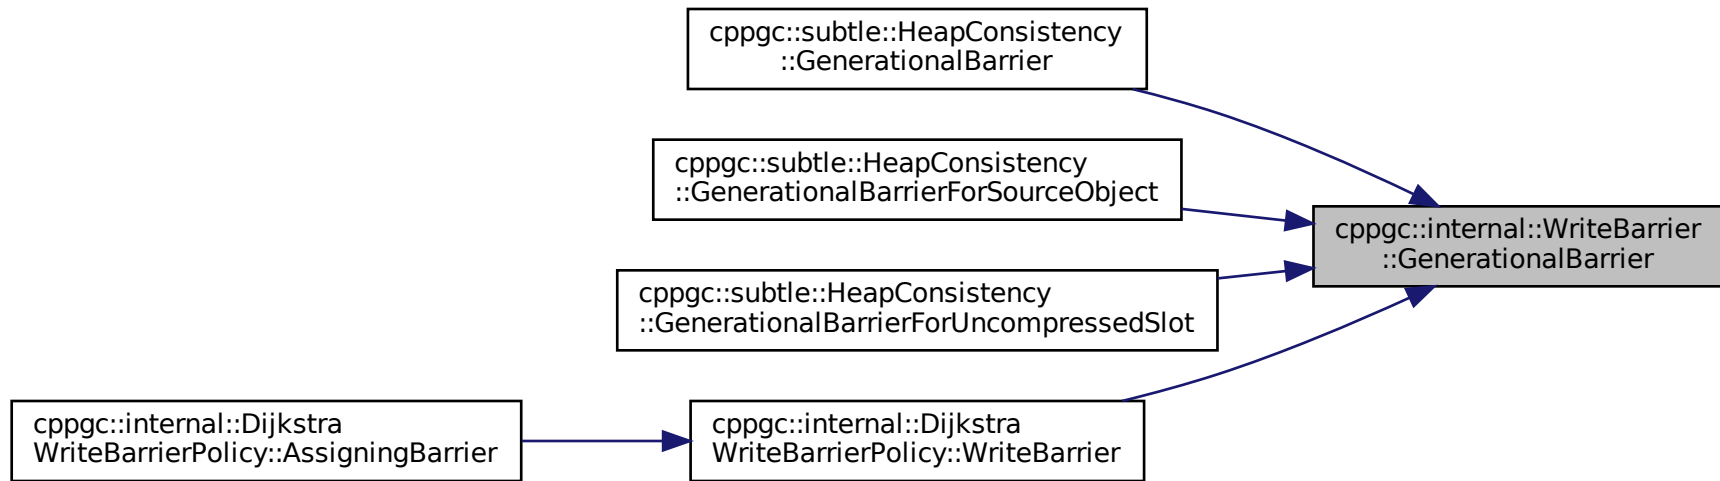 cppgc::subtle::HeapConsistency
::GenerationalBarrier
cppgc::subtle::HeapConsistency
::GenerationalBarrierForSourceObject
cppgc::internal::WriteBarrier
::GenerationalBarrier
cppgc::subtle::HeapConsistency
::GenerationalBarrierForUncompressedSlot
cppgc::internal::Dijkstra
WriteBarrierPolicy::AssigningBarrier
cppgc::internal::Dijkstra
WriteBarrierPolicy::WriteBarrier